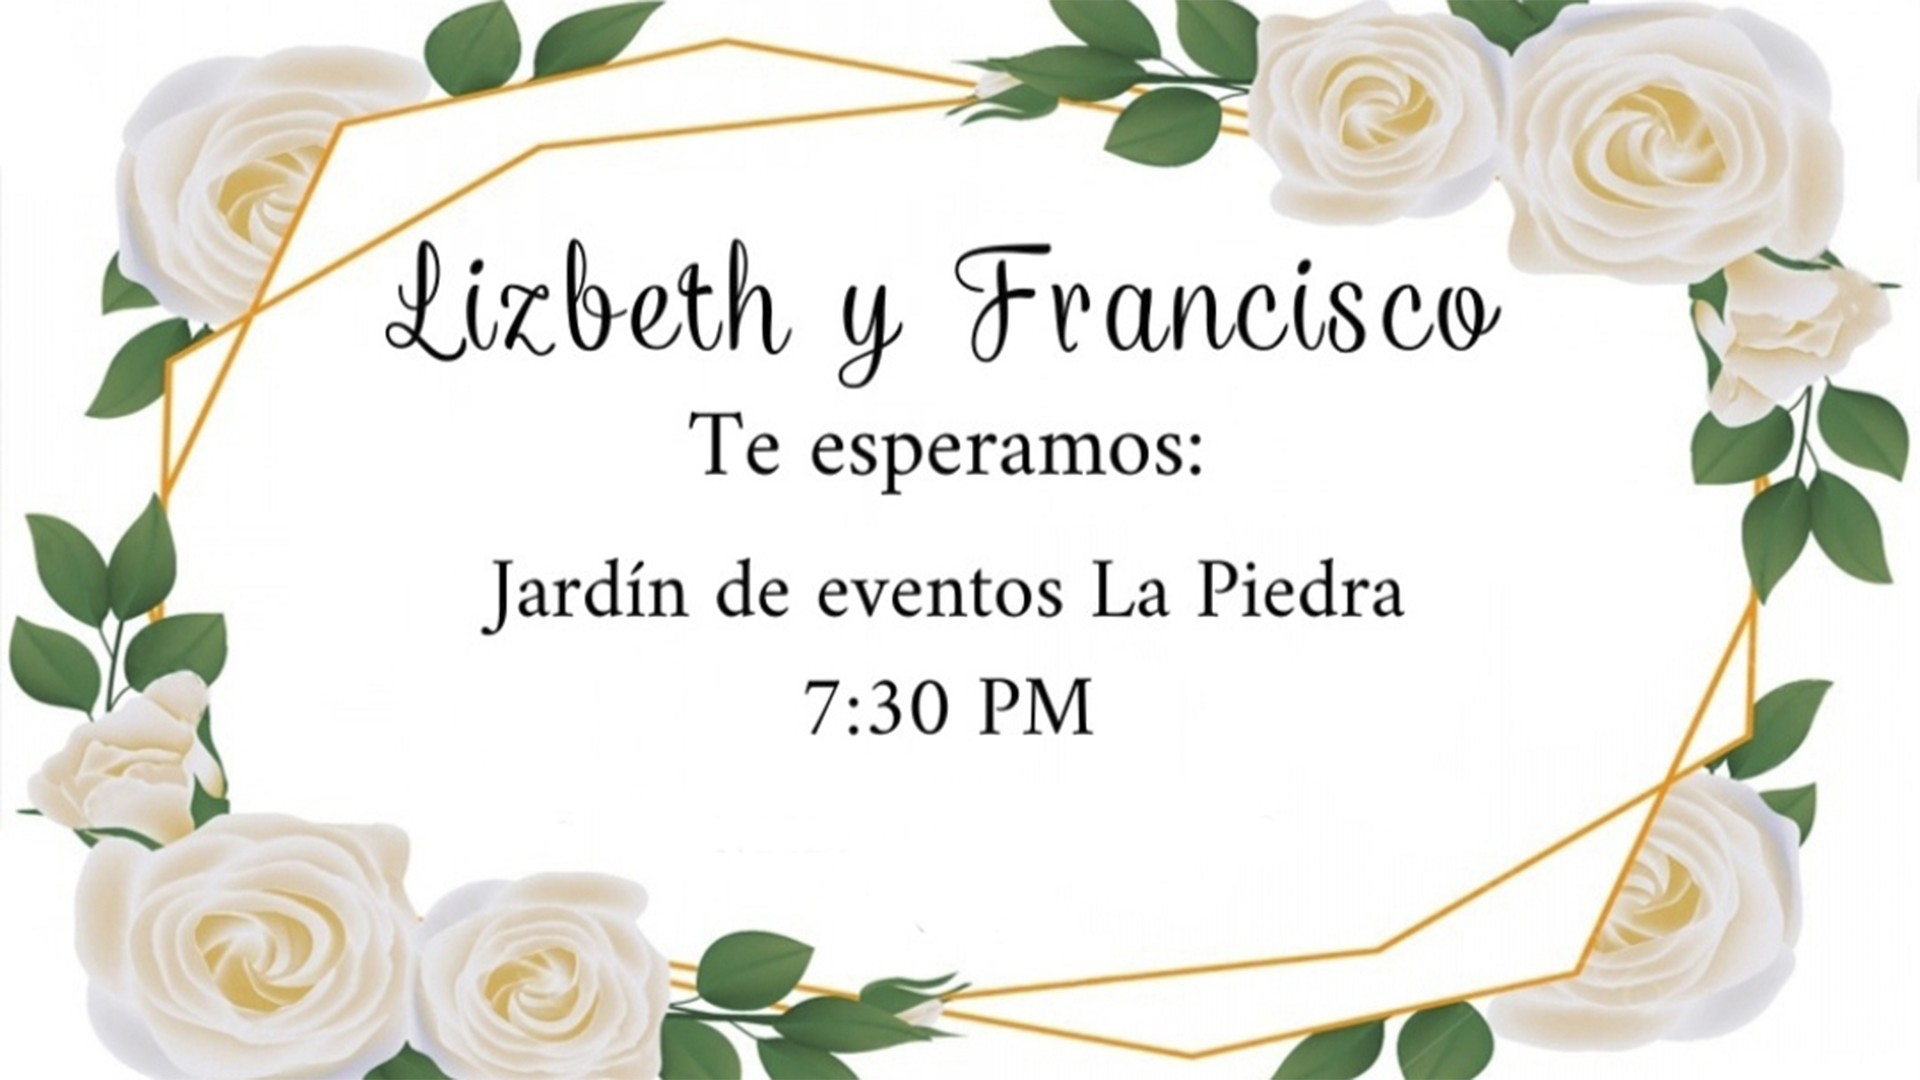 Lizbeth y Francisco
Te esperamos:
Jardín de eventos La Piedra
7:30 PM